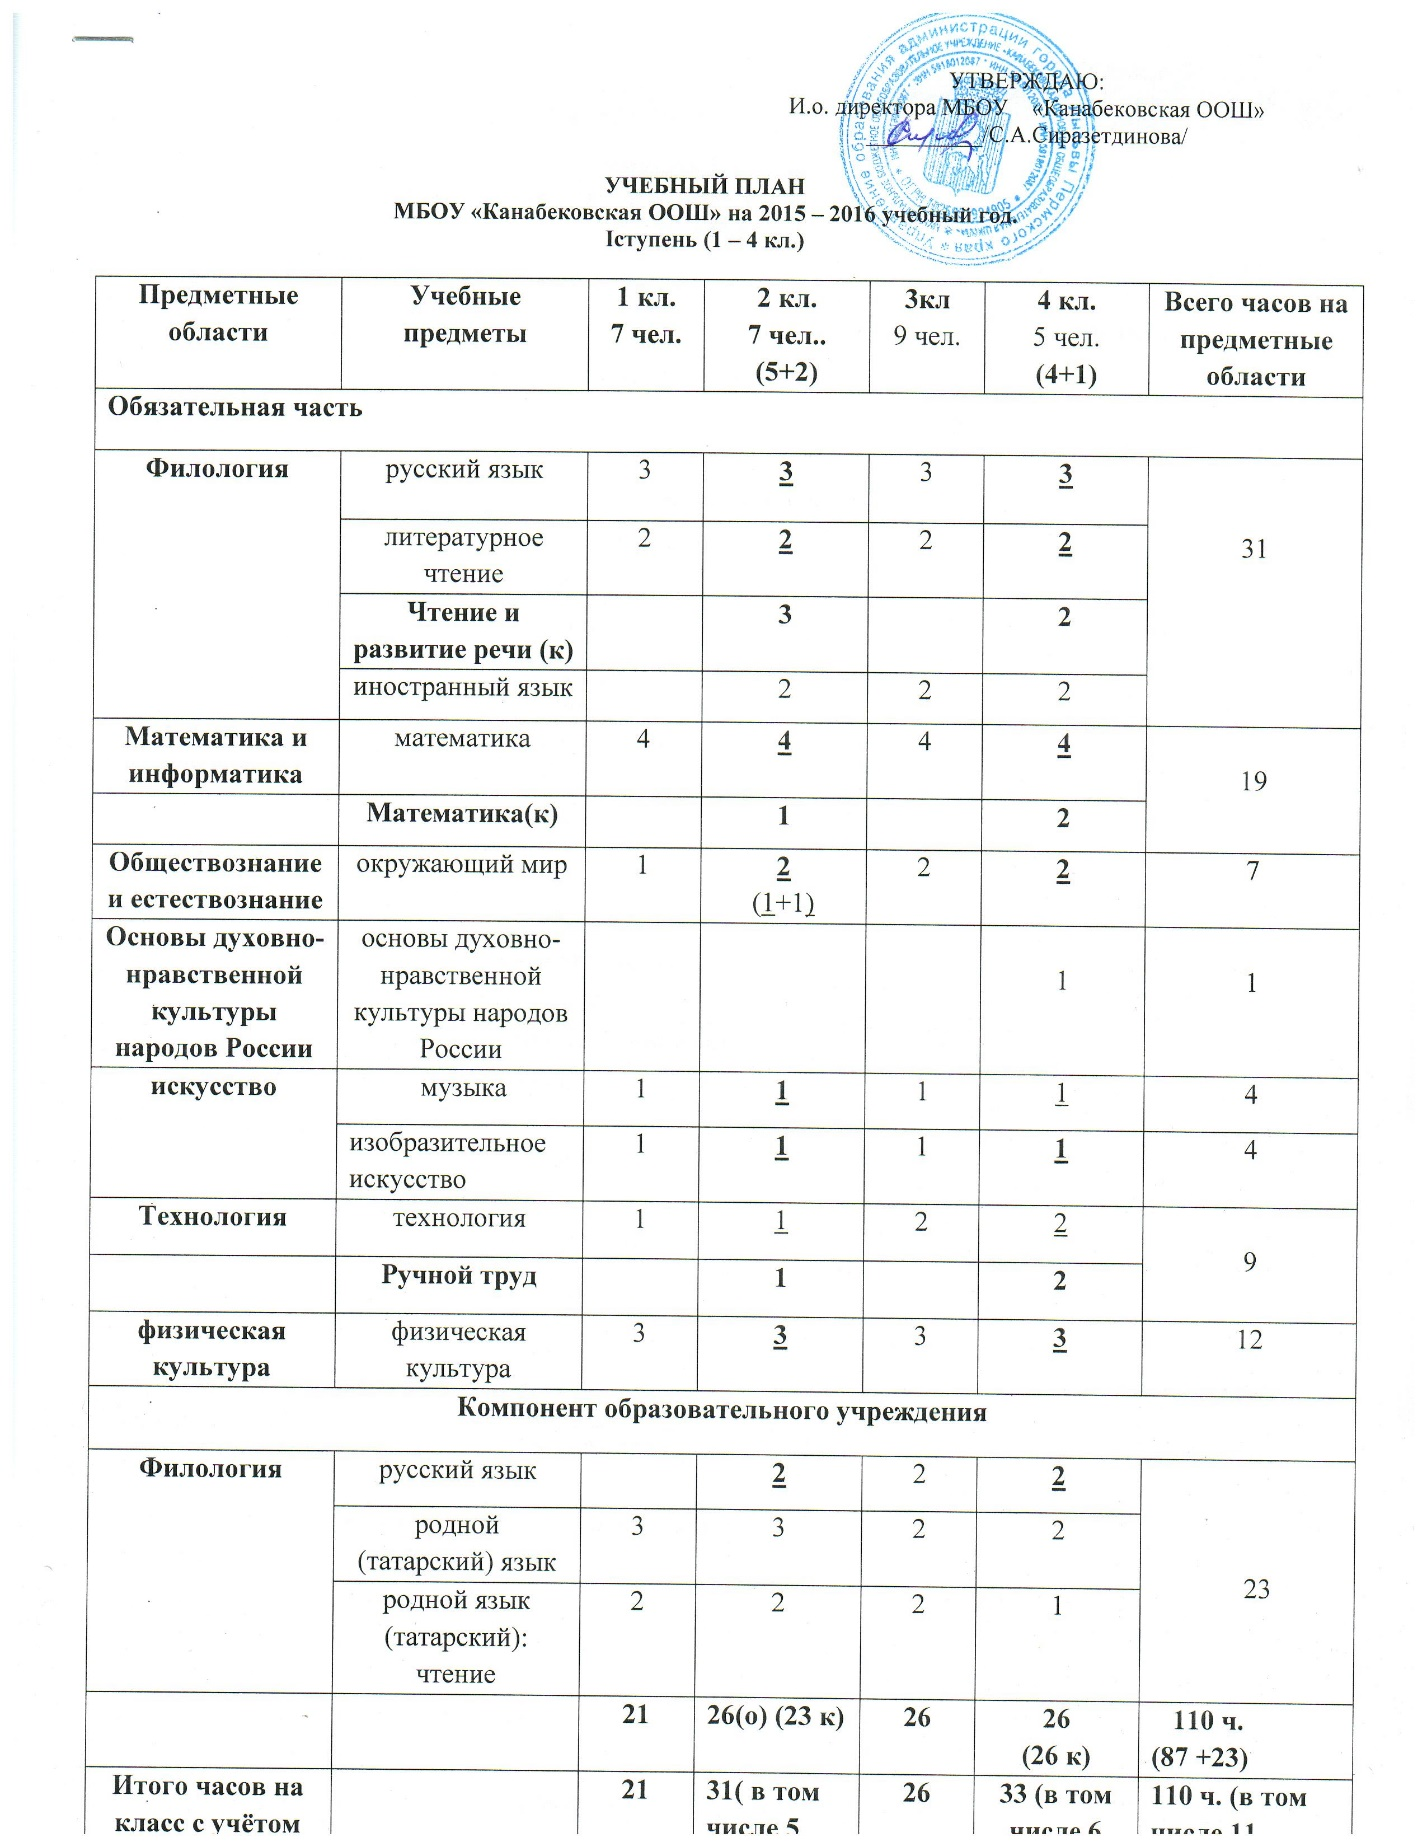 УТВЕРЖДАЮ:
И.о. директора МБОУ «Канабековская ООШ»
/С.А.Сиразетдинова/
УЧЕБНЫЙ ПЛАН
МБОУ «Канабековская ООШ» на 2015 – 2016 учебный год.
Iступень (1 – 4 кл.)
Предметные области Учебные предметы 1 кл. 7 чел. 2 кл. 7 чел.. (5+2) 3кл 9 чел. 4 кл. 5 чел. (4+1) Всего часов на предметные области
Обязательная часть
Филология русский язык 3 3 3 3 31
литературное чтение 2 2 2 2
Чтение и развитие речи (к) 3 2
иностранный язык 2 2 2
Математика и информатика математика 4 4 4 4 19
Математика(к) 1 2
Обществознание и естествознание окружающий мир 1 2 (1+1) 2 2 7
Основы духовно-нравственной культуры народов России основы духовно-нравственной культуры народов России 1 1
искусство музыка 1 1 1 1 4
изобразительное искусство 1 1 1 1 4
Технология технология 1 1 2 2 9
Ручной труд 1 2
физическая культура физическая культура 3 3 3 3 12
Компонент образовательного учреждения
Филология русский язык 2 2 2 23
родной (татарский) язык 3 3 2 2
родной язык (татарский): чтение 2 2 2 1
21 26(о) (23 к) 26 26 (26 к) 110 ч. (87 +23)
Итого часов на класс с учётом 21 31( в том числе 5 26 33 (в том числе 6 110 ч. (в том числе 11